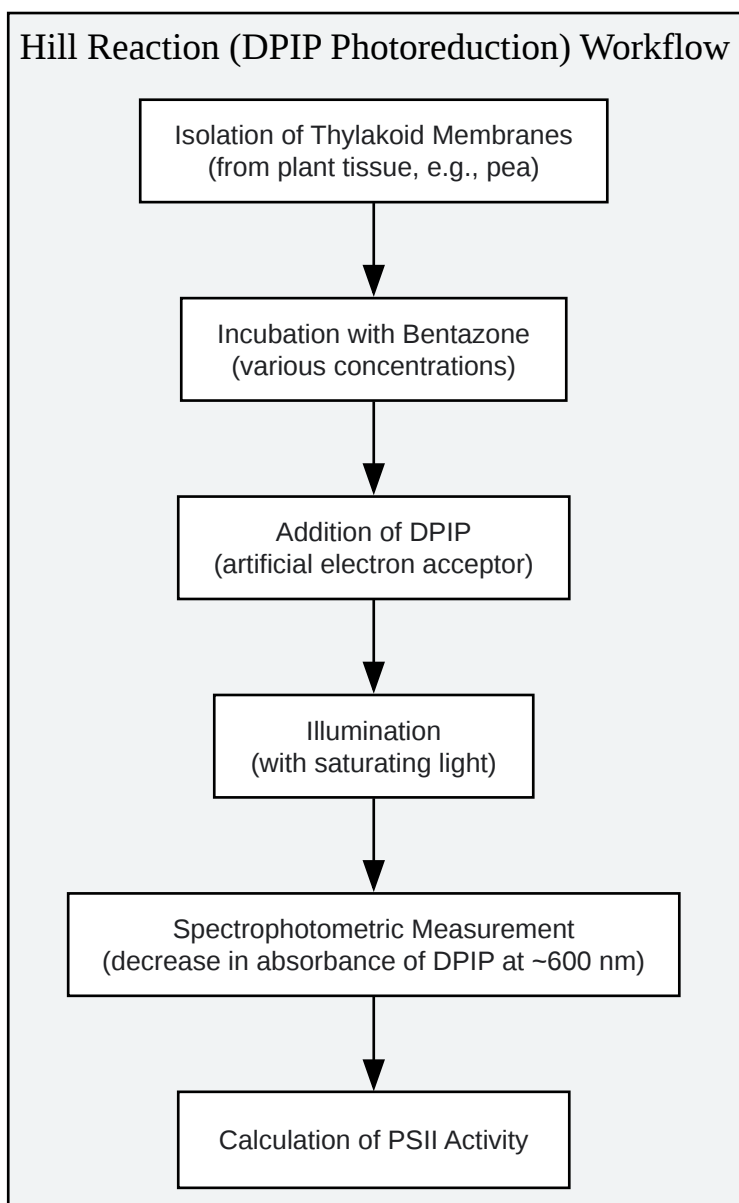 Hill Reaction (DPIP Photoreduction) Workflow
Isolation of Thylakoid Membranes
(from plant tissue, e.g., pea)
Incubation with Bentazone
(various concentrations)
Addition of DPIP
(artificial electron acceptor)
Illumination
(with saturating light)
Spectrophotometric Measurement
(decrease in absorbance of DPIP at ~600 nm)
Calculation of PSII Activity